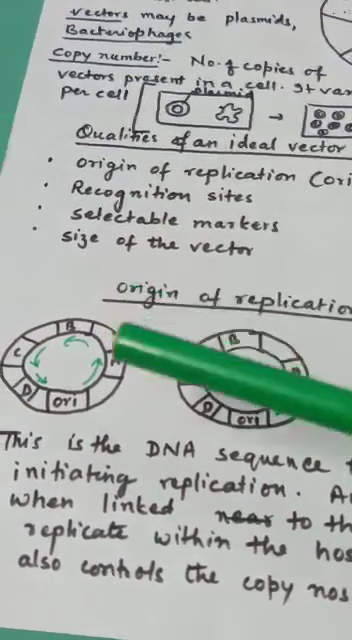 vectors may be plasmids,
Bacteriophages
Copy number:- No. of copies of
vectors present in a cell. It var
per cell
plasmid
Qualities of an ideal vector
· origin of replication (ori
· Recognition sites
· selectable markers
· size of the vector
origin of replication
B
C
D
ori
B
D
ori
This is the DNA sequence
initiating replication.
when linked near to th
replicate within the hos
also controls the copy nos